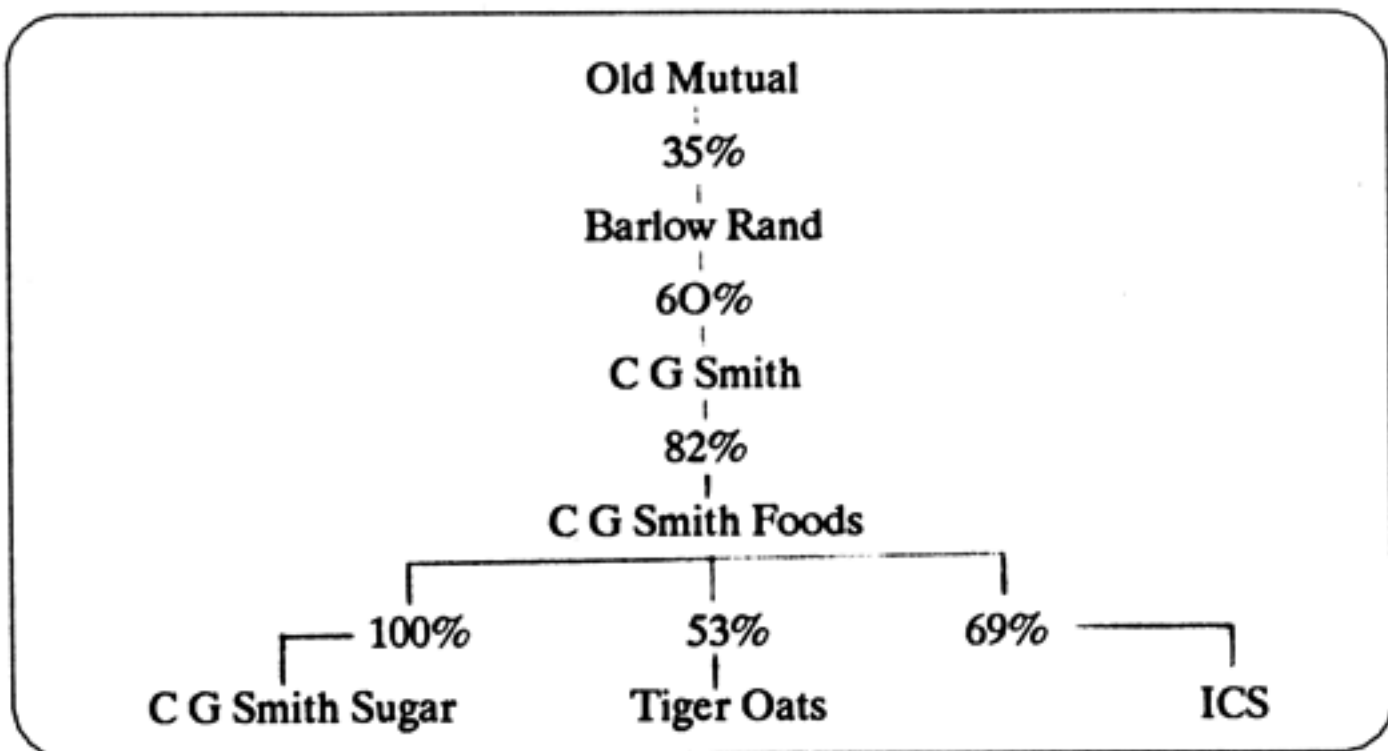 Old Mutual
35%
Barlow Rand
60%
C G Smith
82%
C G Smith Foods
100% 53% 69%
C G Smith Sugar Tiger Oats ICS